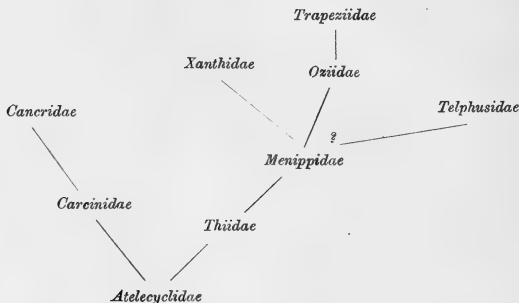 Trapeziidae
Xanthidae
Oziidae
Cancridae
Telphusidae
?
Menippidae
Carcinidae
Thiidae
Atelecyclidae